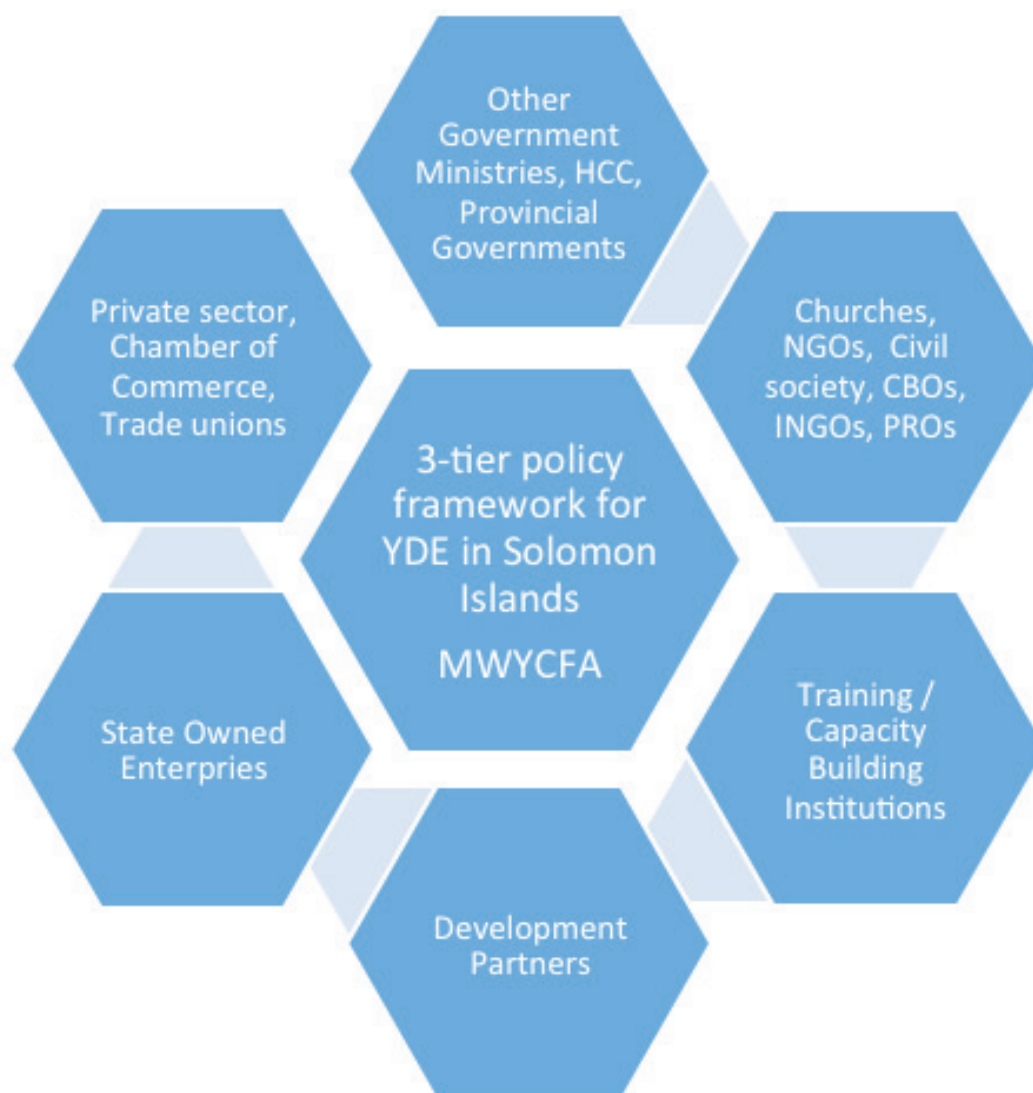 Other
Government
Ministries, HCC,
Provincial
Governments
Churches,
NGOs,  Civil
society, CBOs,
INGOs, PROs
Training /
Capacity
Building
Institutions
Development
Partners
State Owned
Enterpries
Private sector,
Chamber of
Commerce,
Trade unions
3-tier policy
framework for
YDE in Solomon
Islands
MWYCFA